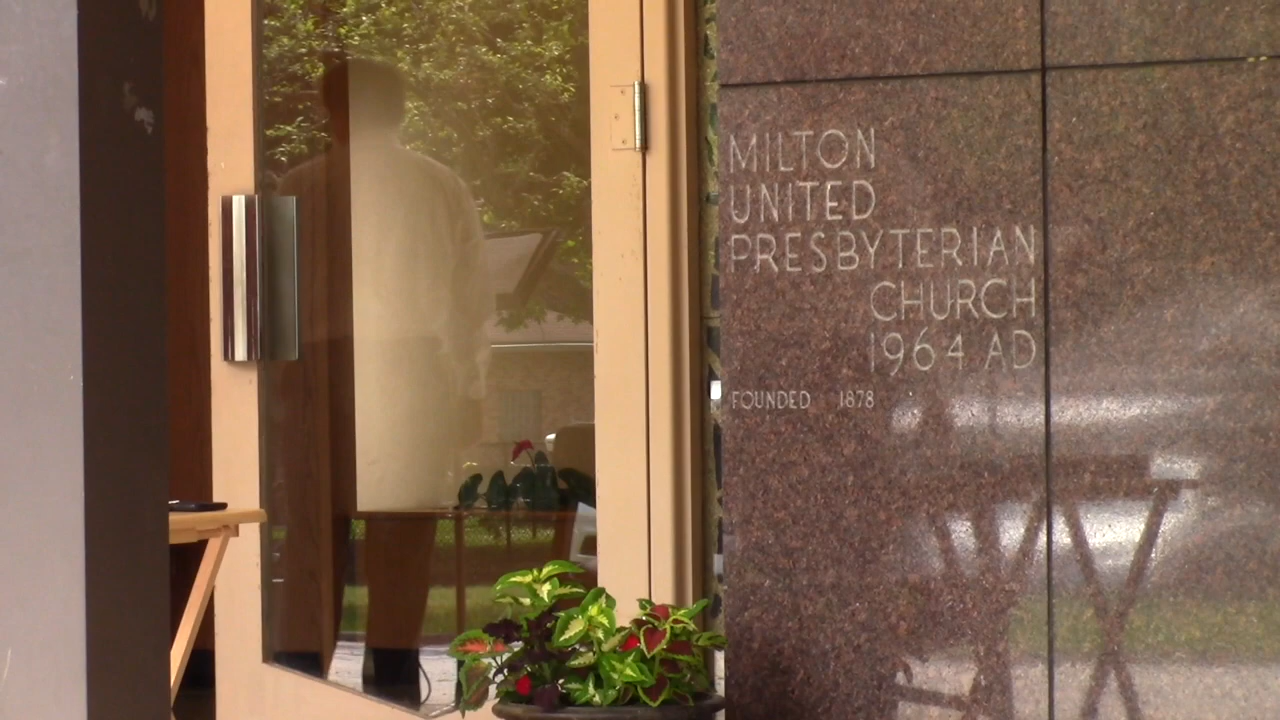 MILTON
UNITED
PRESBYTERIAN
CHURCH
1964 AD
FOUNDED 1878